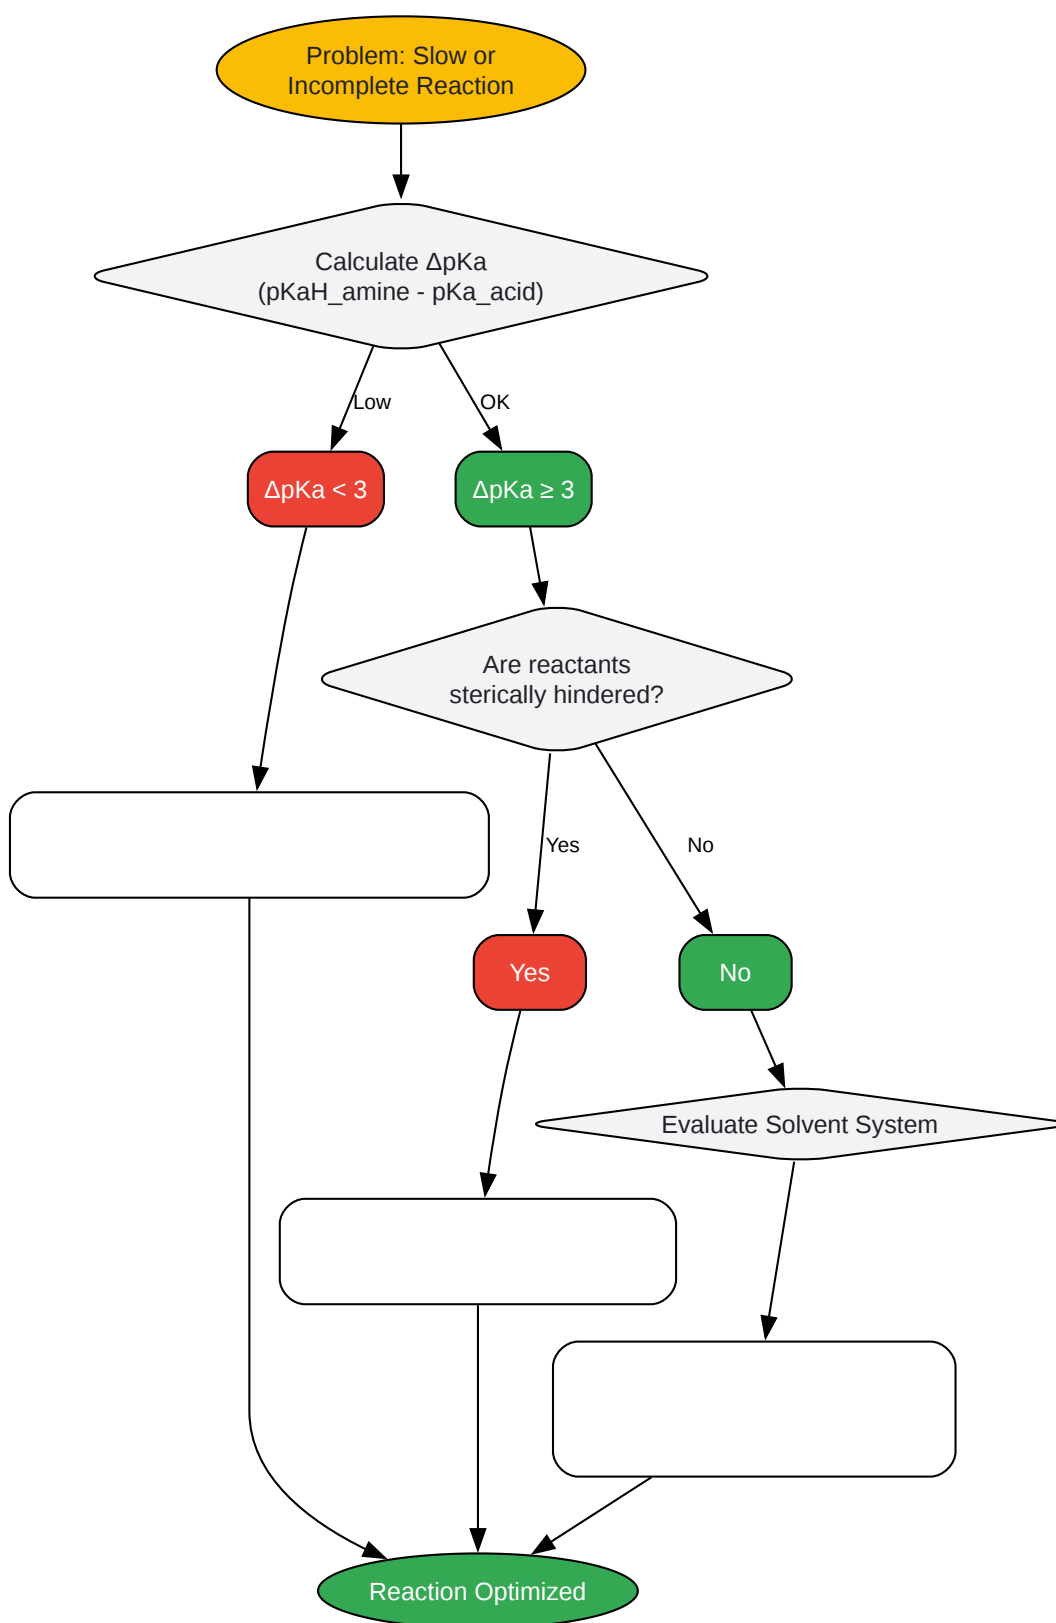 Problem: Slow or
Incomplete Reaction
Calculate ΔpKa
(pKaH_amine - pKa_acid)
Low
OK
ΔpKa < 3
ΔpKa ≥ 3
Are reactants
sterically hindered?
Yes
No
Yes
No
Evaluate Solvent System
Reaction Optimized